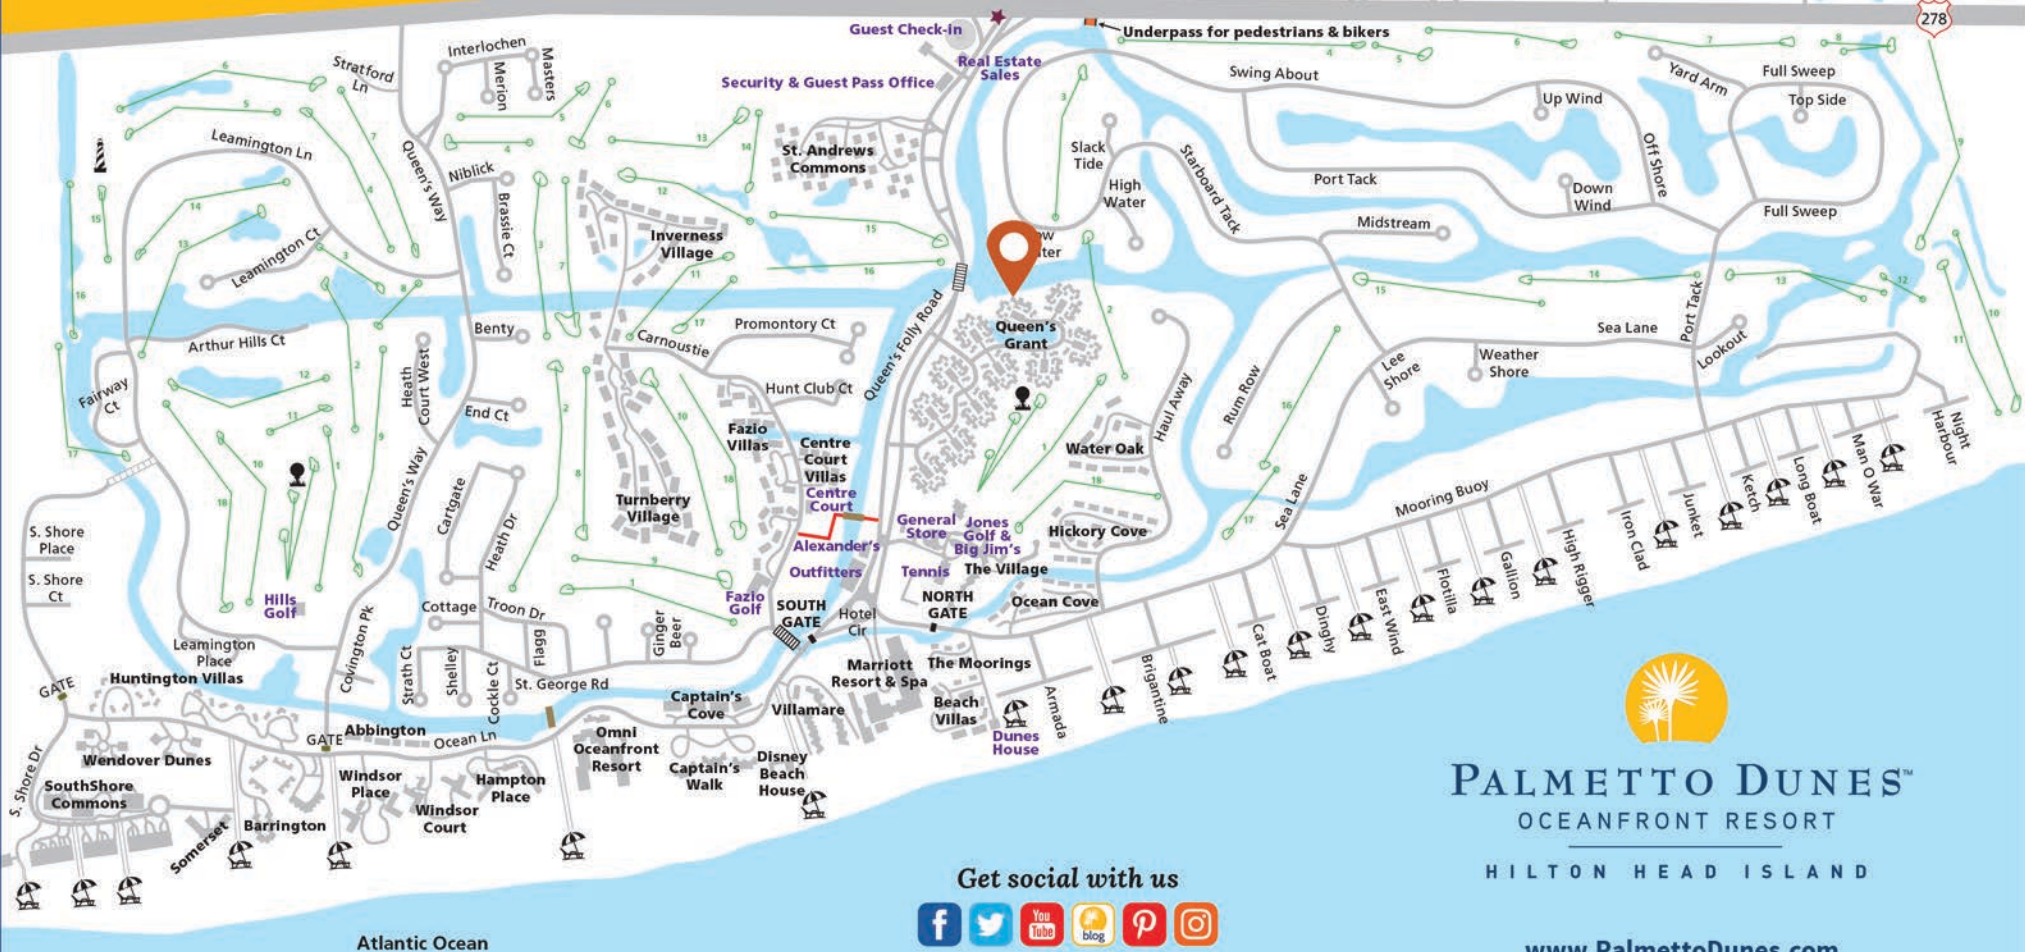 278
Guest Check-in
Underpass for pedestrians & bikers
Real Estate
Sales
Security & Guest Pass Office
Stratford
Ln
Interlochen
Merion
Masters
Swing About
Yard Arm
Full Sweep
Top Side
Up Wind
Off Shore
Leamington Ln
Queen's Way
Niblick
Brassie Ct
St. Andrews
Commons
Slack
Tide
High
Water
Starboard Tack
Port Tack
Down
Wind
Full Sweep
Midstream
Leamington Ct
Inverness
Village
Arthur Hills Ct
Benty
Carnoustie
Promontory Ct
Queen's Folly Road
Queen's
Grant
Sea Lane
Port Tack
Lookout
Weather
Shore
Lee
Shore
Rum Row
Haul Away
Fairway
Ct
Heath
Court West
End Ct
Hunt Club Ct
Fazio
Villas
Centre
Court
Villas
Centre
Court
Water Oak
Night
Harbour
Man O War
Long Boat
Ketch
Junket
Iron Clad
Mooring Buoy
High Rigger
Gallion
Flotilla
East Wind
Dinghy
Cat Boat
Brigantine
Armada
Sea Lane
Queen's Way
Cartgate
Heath Dr
Turnberry
Village
General
Store
Jones
Golf &
Big Jim's
Hickory Cove
Alexander's
Outfitters
Tennis
The Village
Ocean Cove
S. Shore
Place
S. Shore
Ct
Hills
Golf
Fazio
Golf
SOUTH
GATE
Hotel
Cir
NORTH
GATE
Cottage
Troon Dr
Flagg
Ginger
Beer
Leamington
Place
Covington Pk
Strath Ct
Shelley
Cockle Ct
St. George Rd
Marriott
Resort & Spa
The Moorings
GATE
Huntington Villas
Captain's
Cove
Villamare
Beach
Villas
Dunes
House
GATE
Abbington
Ocean Ln
Omni
Oceanfront
Resort
Captain's
Walk
Disney
Beach
House
S. Shore Dr
Wendover Dunes
SouthShore
Commons
Windsor
Place
Hampton
Place
Windsor
Court
Barrington
Somerset
PALMETTO DUNES™
OCEANFRONT RESORT
HILTON HEAD ISLAND
Get social with us
f
You
Tube
blog
Atlantic Ocean
www.PalmettoDunes.com